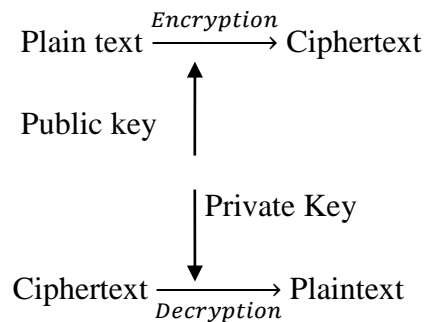 Encryption
Plain text Ciphertext
Public key
Private Key
Ciphertext Plaintext
Decryption